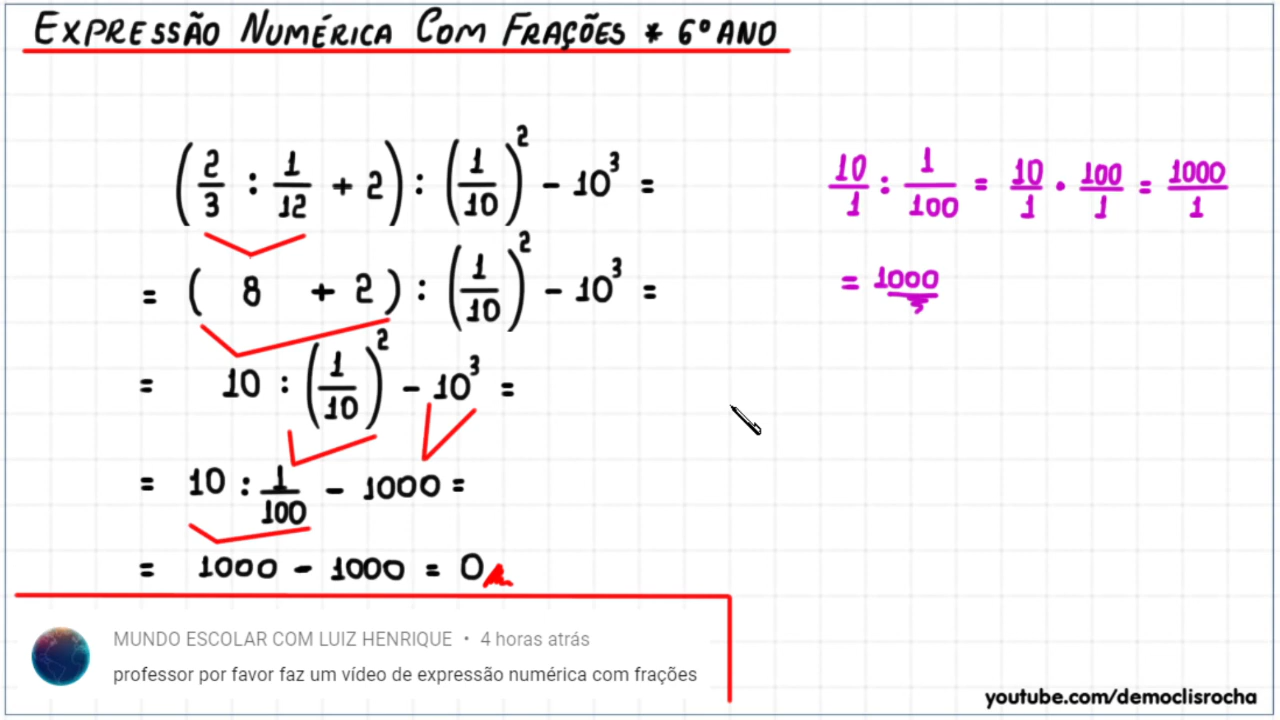 EXPRESSÃO NUMÉRICA COM FRAÇÕES * 6º ANO
(2/3 : 1/12 + 2) : (1/10)² - 10³ =
= ( 8 + 2 ) : (1/10)² - 10³ =
= 10 : (1/10)² - 10³ =
= 10 : 1/100 - 1000 =
= 1000 - 1000 = 0
10/1 : 1/100 = 10/1 · 100/1 = 1000/1
= 1000
MUNDO ESCOLAR COM LUIZ HENRIQUE • 4 horas atrás
professor por favor faz um vídeo de expressão numérica com frações
youtube.com/democlisrocha